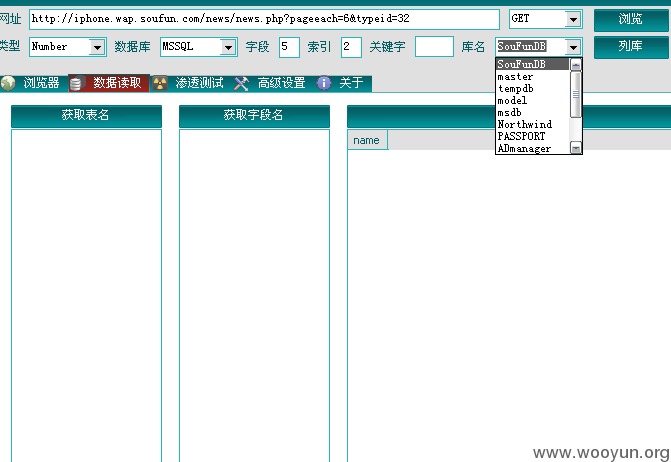 网址 http://iphone.wap.soufun.com/news/news.php?pageeach=6&typeid=32 GET 浏览
类型 Number 数据库 MSSQL 字段 5 索引 2 关键字 库名 SouFunDB 列库
浏览器 数据读取 渗透测试 高级设置 关于
SouFunDB
master
tempdb
model
msdb
Northwind
PASSPORT
ADmanager
获取表名 获取字段名
name
www.wooyun.org